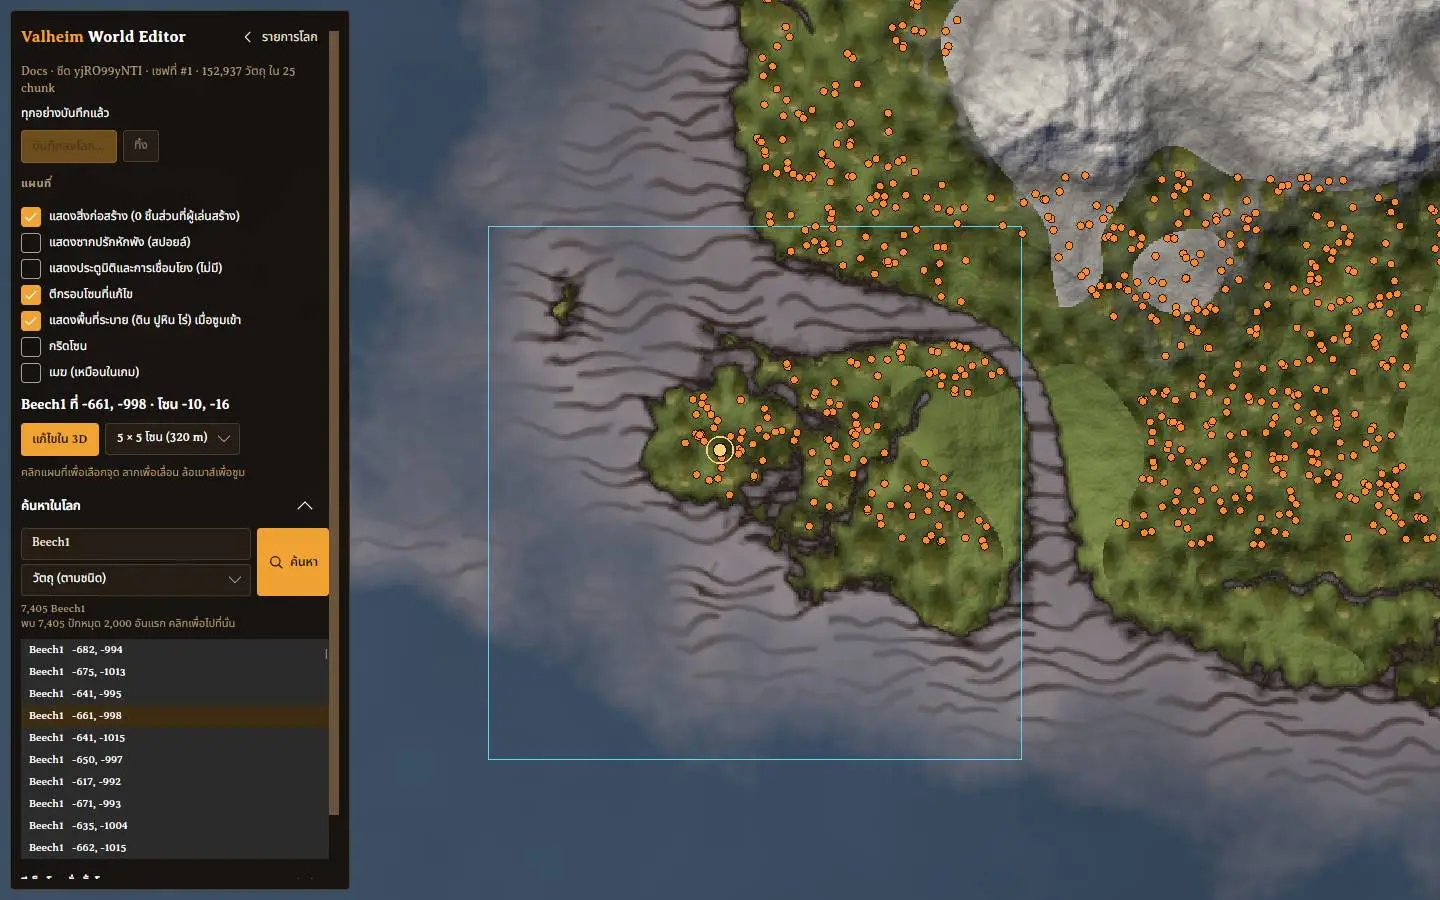 Valheim World Editor
รายการโลก
Docs · ซีด yjRO99yNTI · เซฟที่ #1 · 152,937 วัตถุ ใน 25
chunk
ทุกอย่างบันทึกแล้ว
บันทึกลงโลก...
ทิ้ง
แผนที่
แสดงสิ่งก่อสร้าง (0 ชิ้นส่วนที่ผู้เล่นสร้าง)
แสดงซากปรักหักพัง (สปอยล์)
แสดงประตูมิติและการเชื่อมโยง (ไม่มี)
ตีกรอบโซนที่แก้ไข
แสดงพื้นที่ระบาย (ดิน ปูหิน ไร่) เมื่อซูมเข้า
กริดโซน
เมฆ (เหมือนในเกม)
Beech1 ที่ -661, -998 · โซน -10, -16
แก้ไขใน 3D
5 × 5 โซน (320 m)
คลิกแผนที่เพื่อเลือกจุด ลากเพื่อเลื่อน ล้อเมาส์เพื่อซูม
ค้นหาในโลก
Beech1
วัตถุ (ตามชนิด)
ค้นหา
7,405 Beech1
พบ 7,405 ปักหมุด 2,000 อันแรก คลิกเพื่อไปที่นั่น
Beech1 -682, -994
Beech1 -675, -1013
Beech1 -641, -995
Beech1 -661, -998
Beech1 -641, -1015
Beech1 -650, -997
Beech1 -617, -992
Beech1 -671, -993
Beech1 -635, -1004
Beech1 -662, -1015